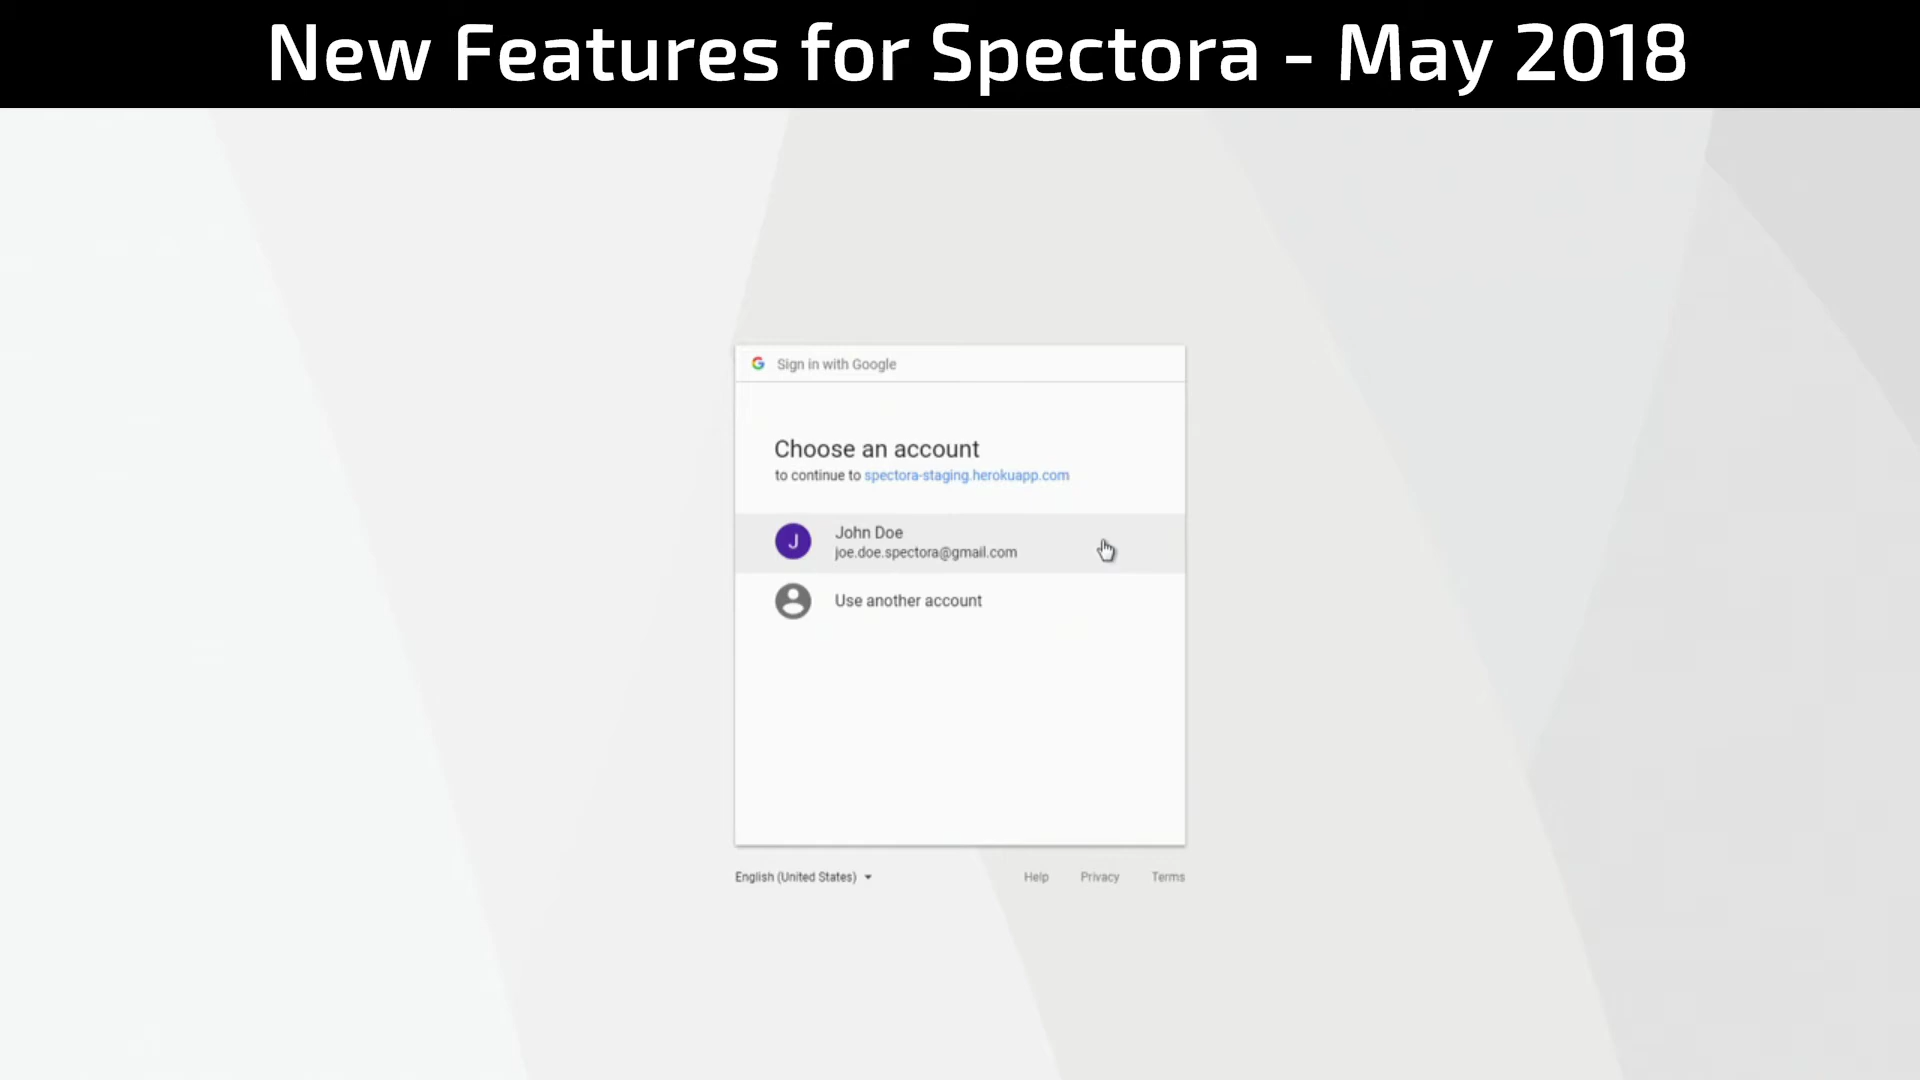 New Features for Spectora - May 2018
Sign in with Google
Choose an account
to continue to spectora-staging.herokuapp.com
J
John Doe
joe.doe.spectora@gmail.com
Use another account
English (United States)
Help Privacy Terms